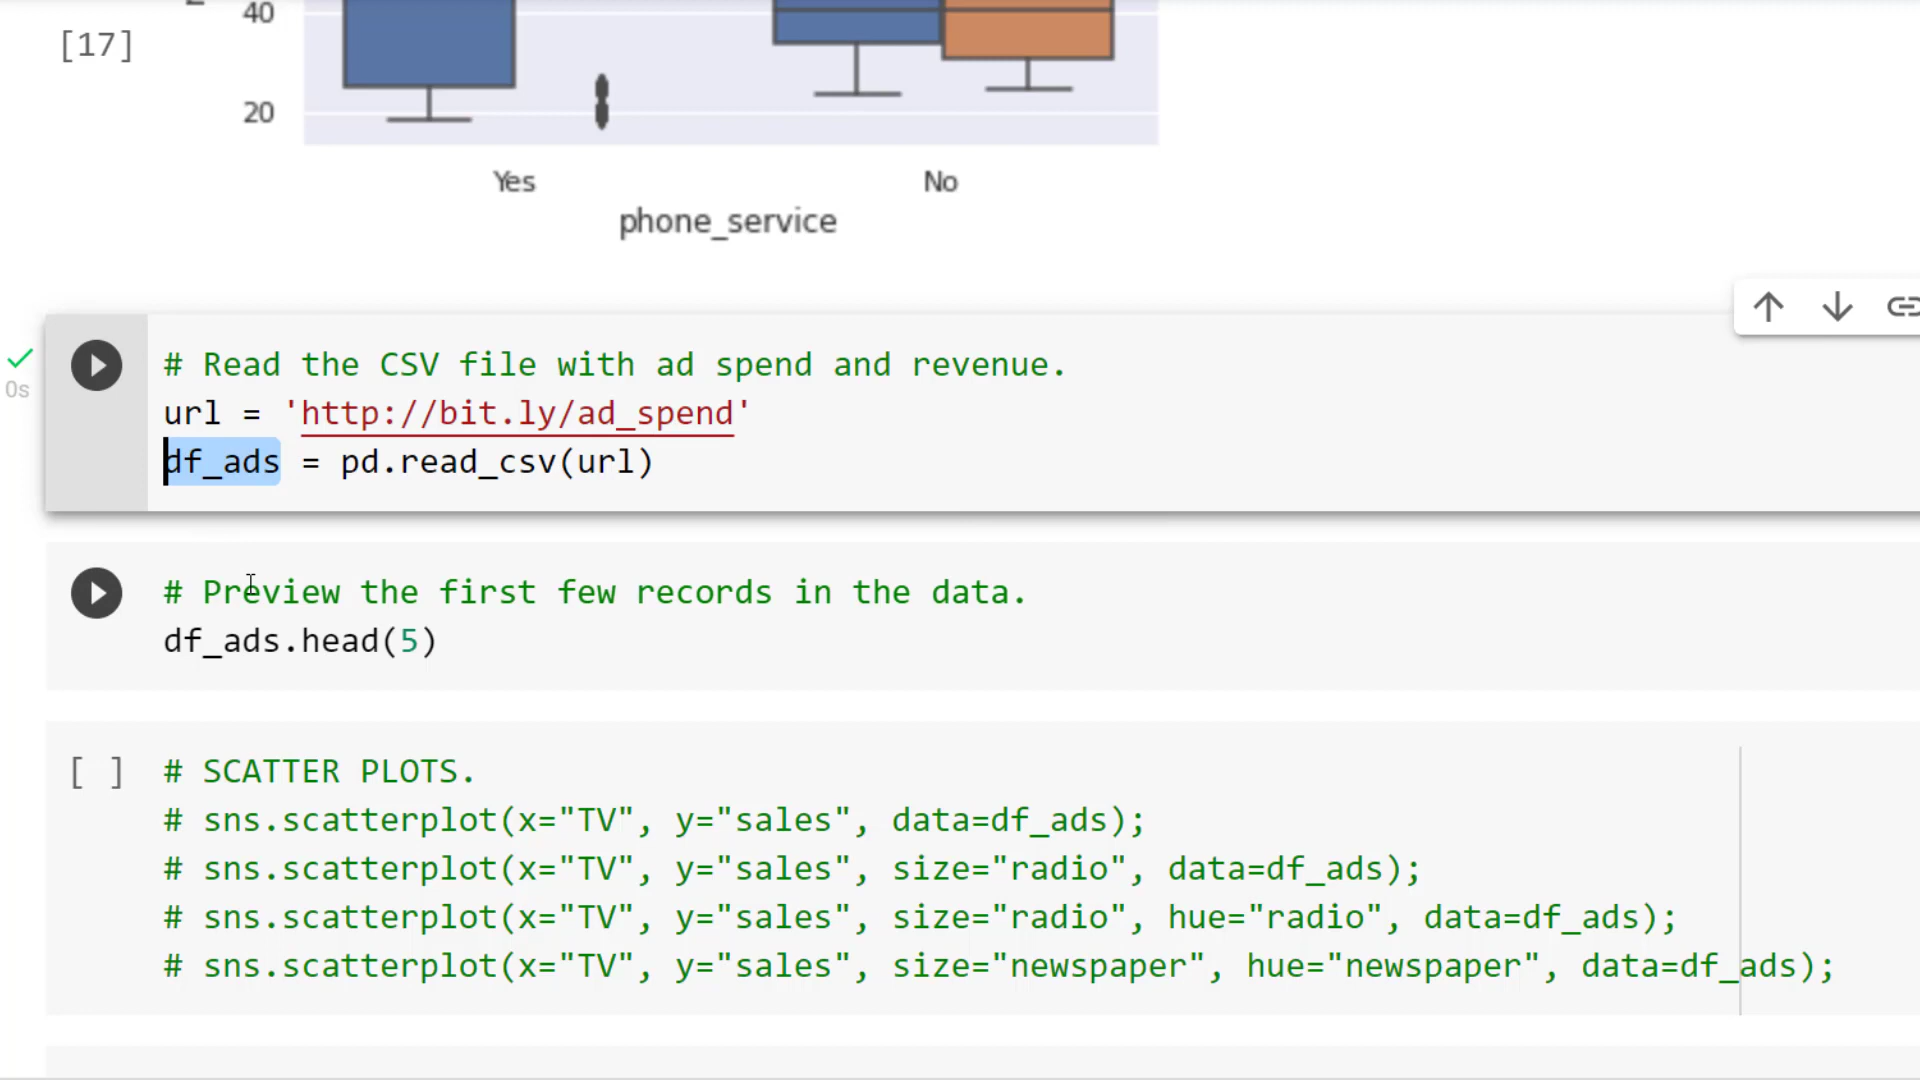 40
[17]
20
Yes No
phone_service
# Read the CSV file with ad spend and revenue.
0s
url = 'http://bit.ly/ad_spend'
df_ads = pd.read_csv(url)
# Preview the first few records in the data.
df_ads.head(5)
[ ] # SCATTER PLOTS.
# sns.scatterplot(x="TV", y="sales", data=df_ads);
# sns.scatterplot(x="TV", y="sales", size="radio", data=df_ads);
# sns.scatterplot(x="TV", y="sales", size="radio", hue="radio", data=df_ads);
# sns.scatterplot(x="TV", y="sales", size="newspaper", hue="newspaper", data=df_ads);